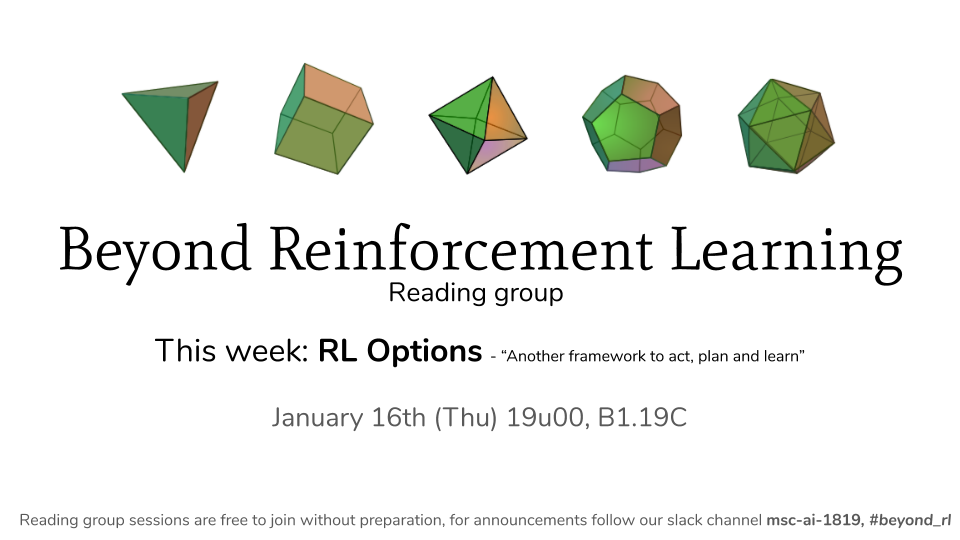 Beyond Reinforcement Learning
Reading group
This week: RL Options - “Another framework to act, plan and learn”
January 16th (Thu) 19u00, B1.19C
Reading group sessions are free to join without preparation, for announcements follow our slack channel msc-ai-1819, #beyond_rl